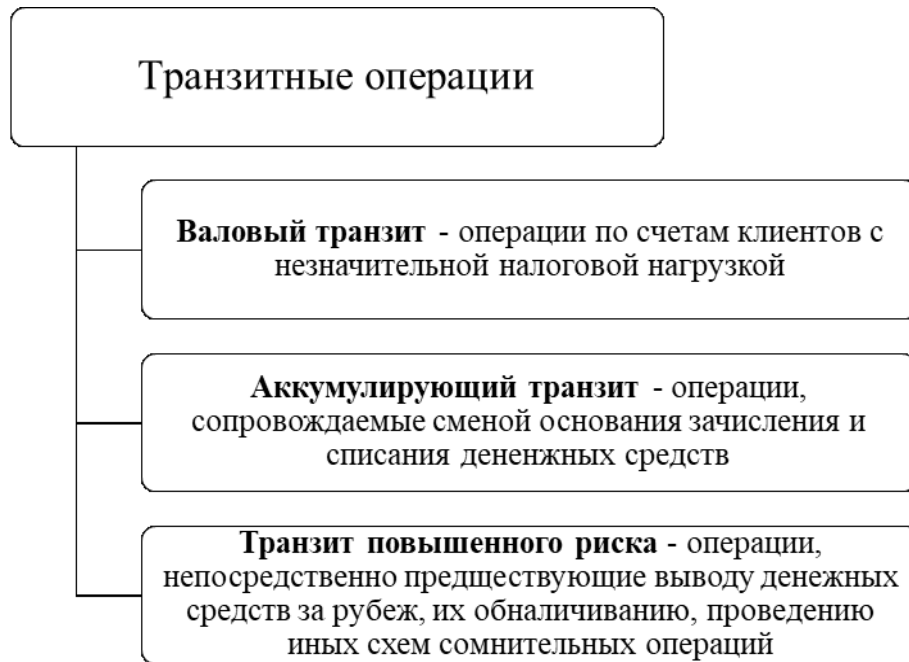 Транзитные операции
Валовый транзит - операции по счетам клиентов с
незначительной налоговой нагрузкой
Аккумулирующий транзит - операции,
сопровождаемые сменой основания зачисления и
списания дененжных средств
Транзит повышенного риска - операции,
непосредственно предществующие выводу денежных
средств за рубеж, их обналичиванию, проведению
иных схем сомнительных операций